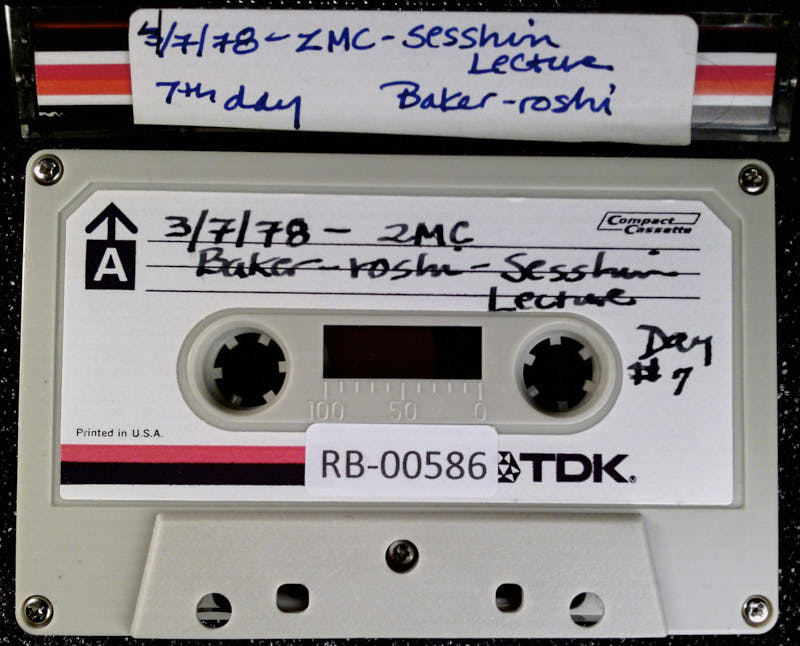 4/7/78 - ZMC - Sesshin
Lecture
7th day Baker-roshi
A
3/7/78 - ZMC
Compact
Cassette
Baker-roshi - Sesshin
Lecture
Day
# 7
100 50 0
Printed in U.S.A.
RB-00586
TDK®